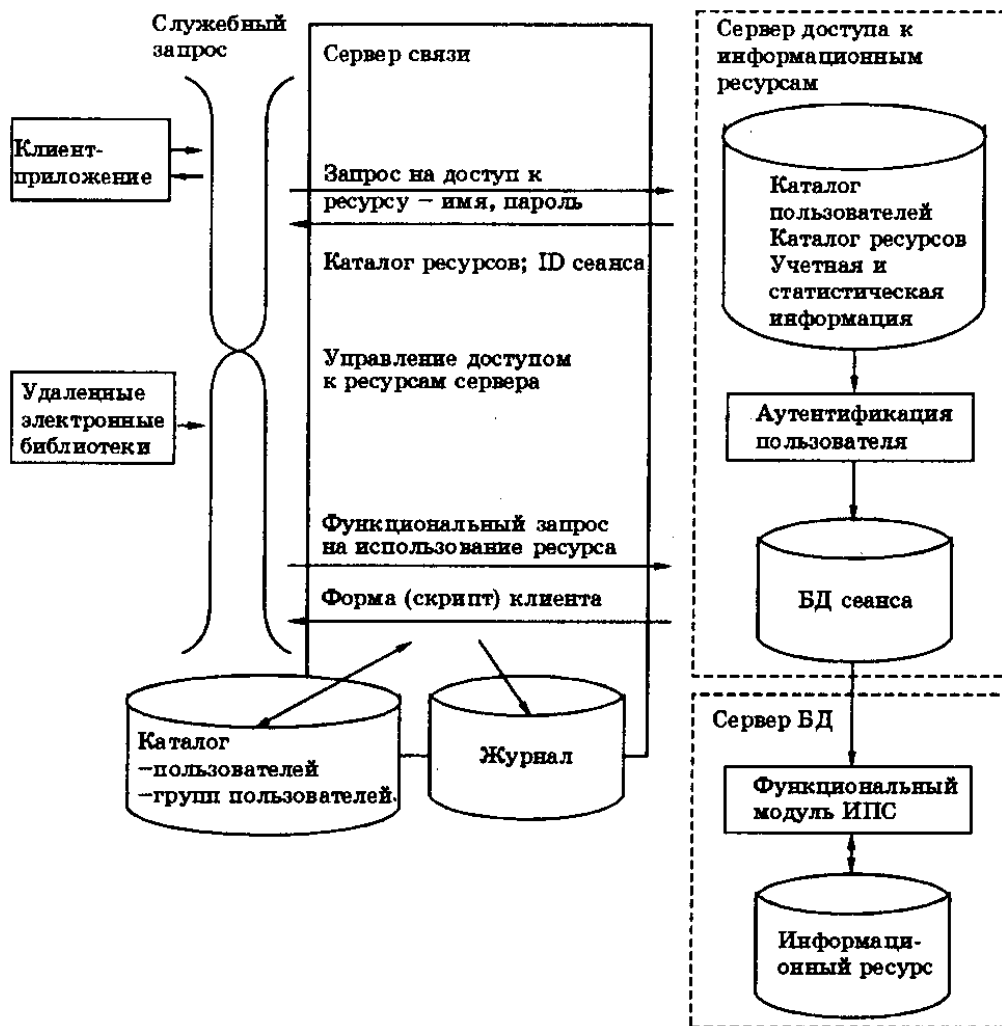 Служебный
запрос
Сервер связи
Клиент-
приложение
Запрос на доступ к
ресурсу – имя, пароль
Каталог ресурсов; ID сеанса
Управление доступом
к ресурсам сервера
Удаленные
электронные
библиотеки
Функциональный запрос
на использование ресурса
Форма (скрипт) клиента
Каталог
–пользователей
–групп пользователей
Журнал
Сервер доступа к
информационным
ресурсам
Каталог
пользователей
Каталог ресурсов
Учетная и
статистическая
информация
Аутентификация
пользователя
БД сеанса
Сервер БД
Функциональный
модуль ИПС
Информаци-
онный ресурс